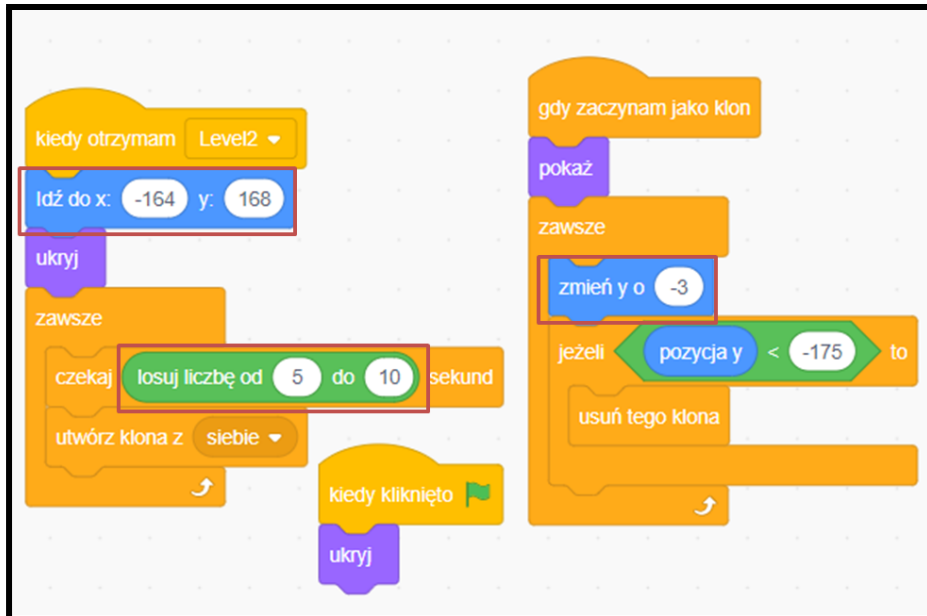 kiedy otrzymam Level2
Idź do x: -164 y: 168
ukryj
zawsze
czekaj losuj liczbę od 5 do 10 sekund
utwórz klona z siebie
kiedy kliknięto
ukryj
gdy zaczynam jako klon
pokaż
zawsze
zmień y o -3
jeżeli pozycja y < -175 to
usuń tego klona